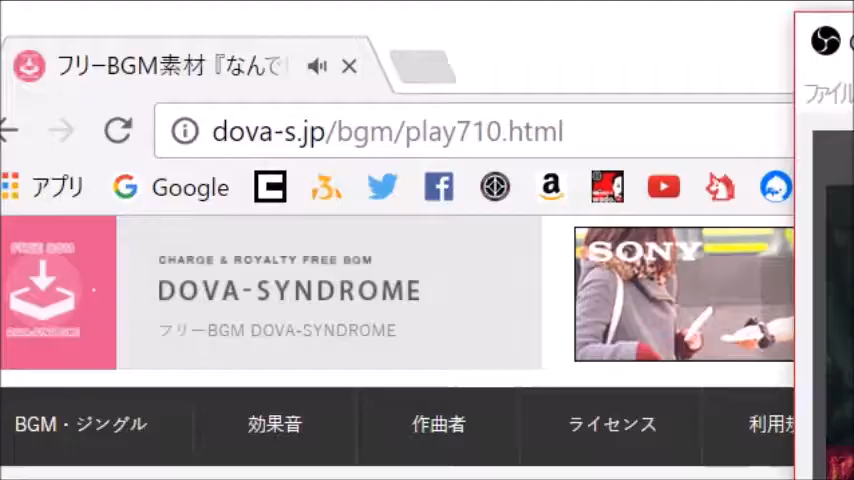 フリーBGM素材『なんで
dova-s.jp/bgm/play710.html
アプリ
Google
ファイル
FREE BGM
CHARGE & ROYALTY FREE BGM
DOVA-SYNDROME
フリーBGM DOVA-SYNDROME
SONY
BGM・ジングル
効果音
作曲者
ライセンス
利用規